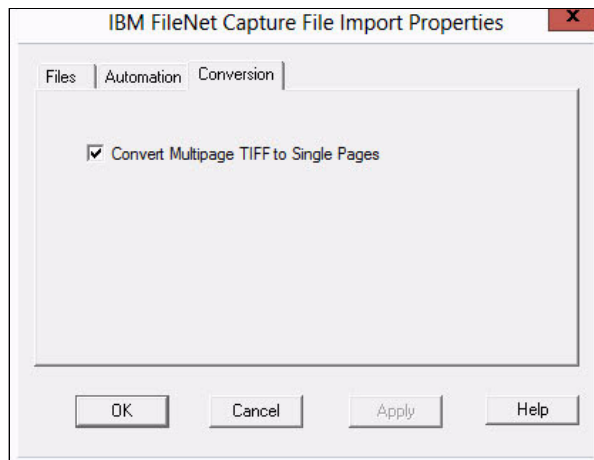 IBM FileNet Capture File Import Properties
x
Files Automation Conversion
Convert Multipage TIFF to Single Pages
OK Cancel Apply Help